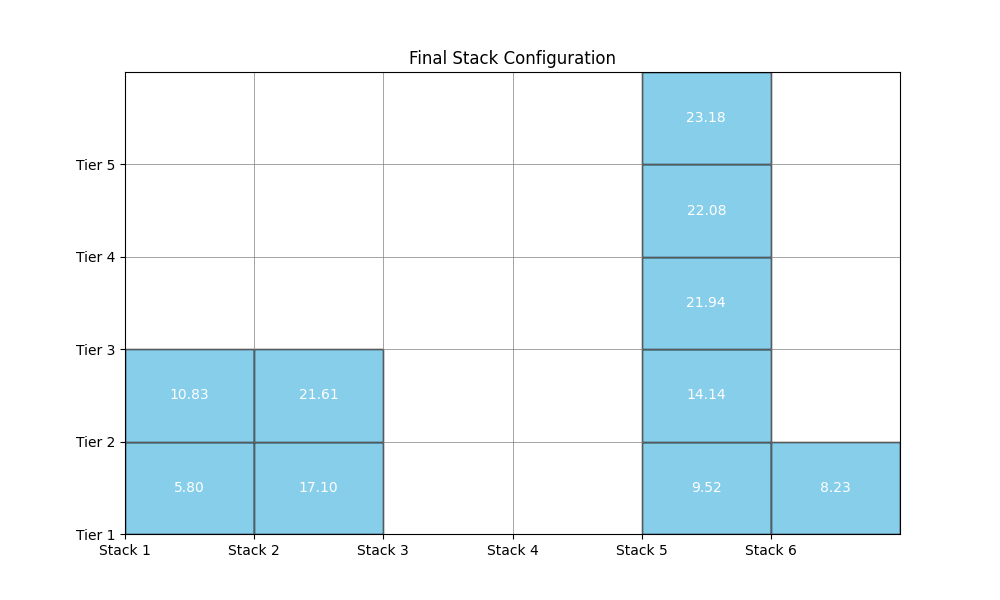 Final Stack Configuration
23.18
Tier 5
22.08
Tier 4
21.94
Tier 3
10.83 21.61 14.14
Tier 2
5.80 17.10 9.52 8.23
Tier 1
Stack 1 Stack 2 Stack 3 Stack 4 Stack 5 Stack 6